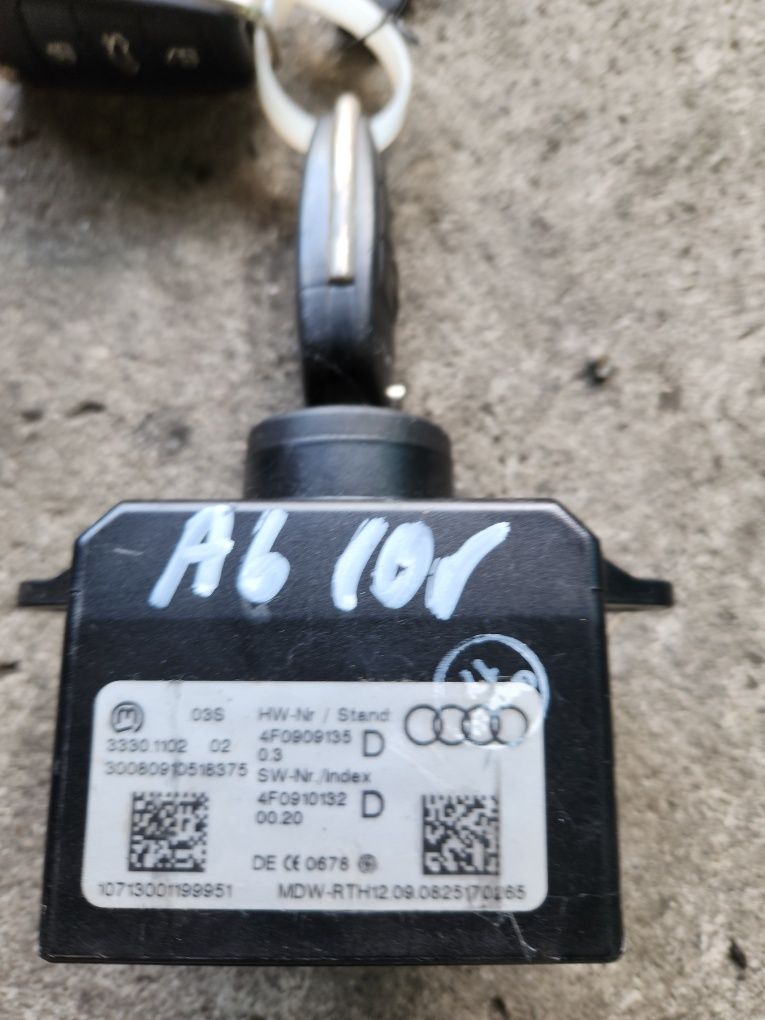 A6 10r
03S
HW-Nr / Stand:
3330.1102 02
4F0909135 D
0.3
30080910518375
SW-Nr./Index
4F0910132 D
00.20
DE CE 0678
10713001199951
MDW-RTH12.09.0825170265